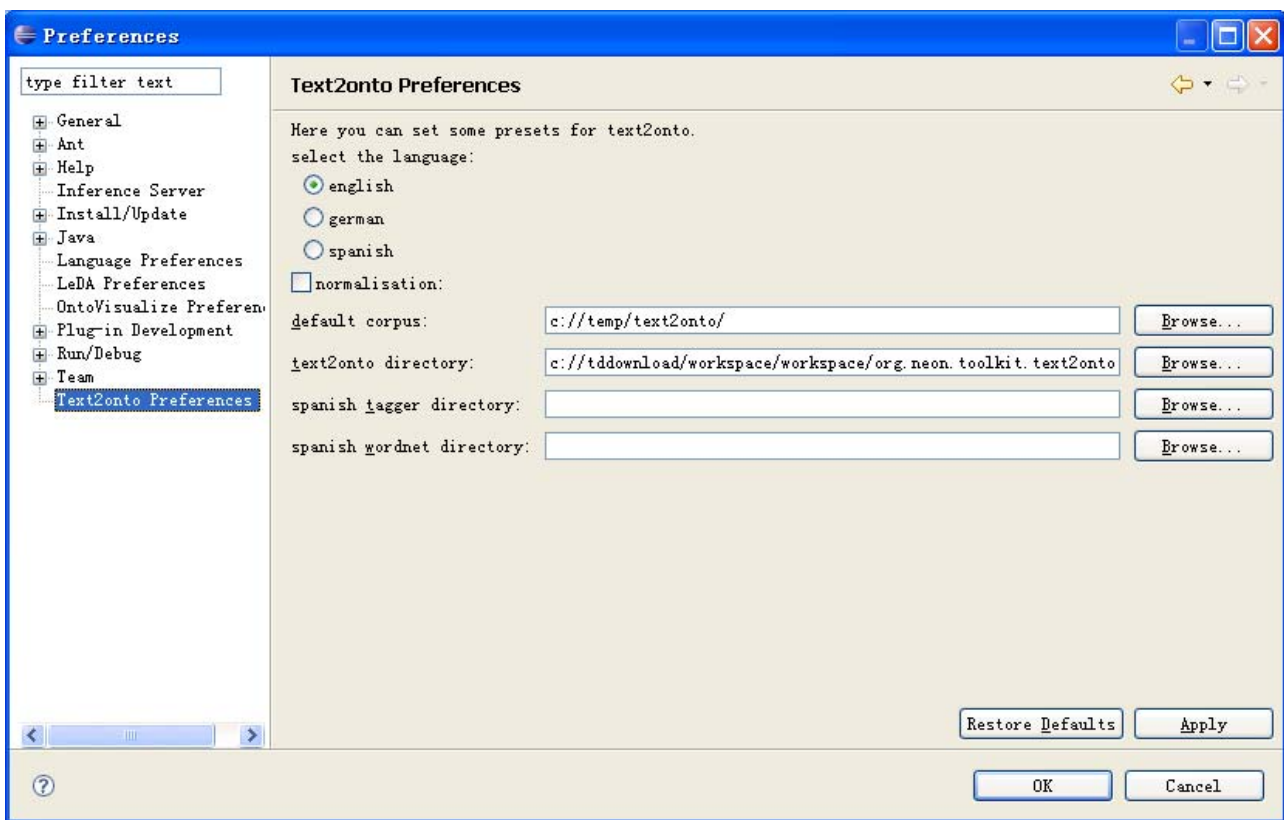 Preferences
type filter text
General
Ant
Help
Inference Server
Install/Update
Java
Language Preferences
LeDA Preferences
OntoVisualize Preferen
Plug-in Development
Run/Debug
Team
Text2onto Preferences
Text2onto Preferences
Here you can set some presets for text2onto.
select the language:
english
german
spanish
normalisation:
default corpus: c://temp/text2onto/ Browse...
text2onto directory: c://tddownload/workspace/workspace/org.neon.toolkit.text2onto Browse...
spanish tagger directory: Browse...
spanish wordnet directory: Browse...
Restore Defaults Apply
OK Cancel